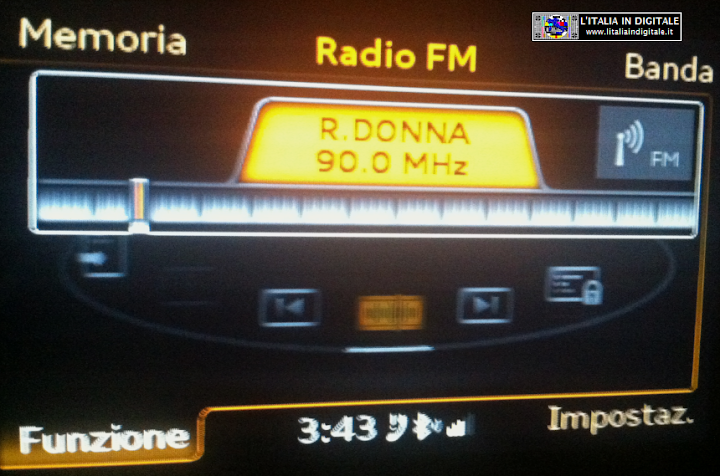 L'ITALIA IN DIGITALE
www.litaliaindigitale.it
Memoria
Radio FM
Banda
R.DONNA
90.0 MHz
FM
Funzione
3:43
Impostaz.